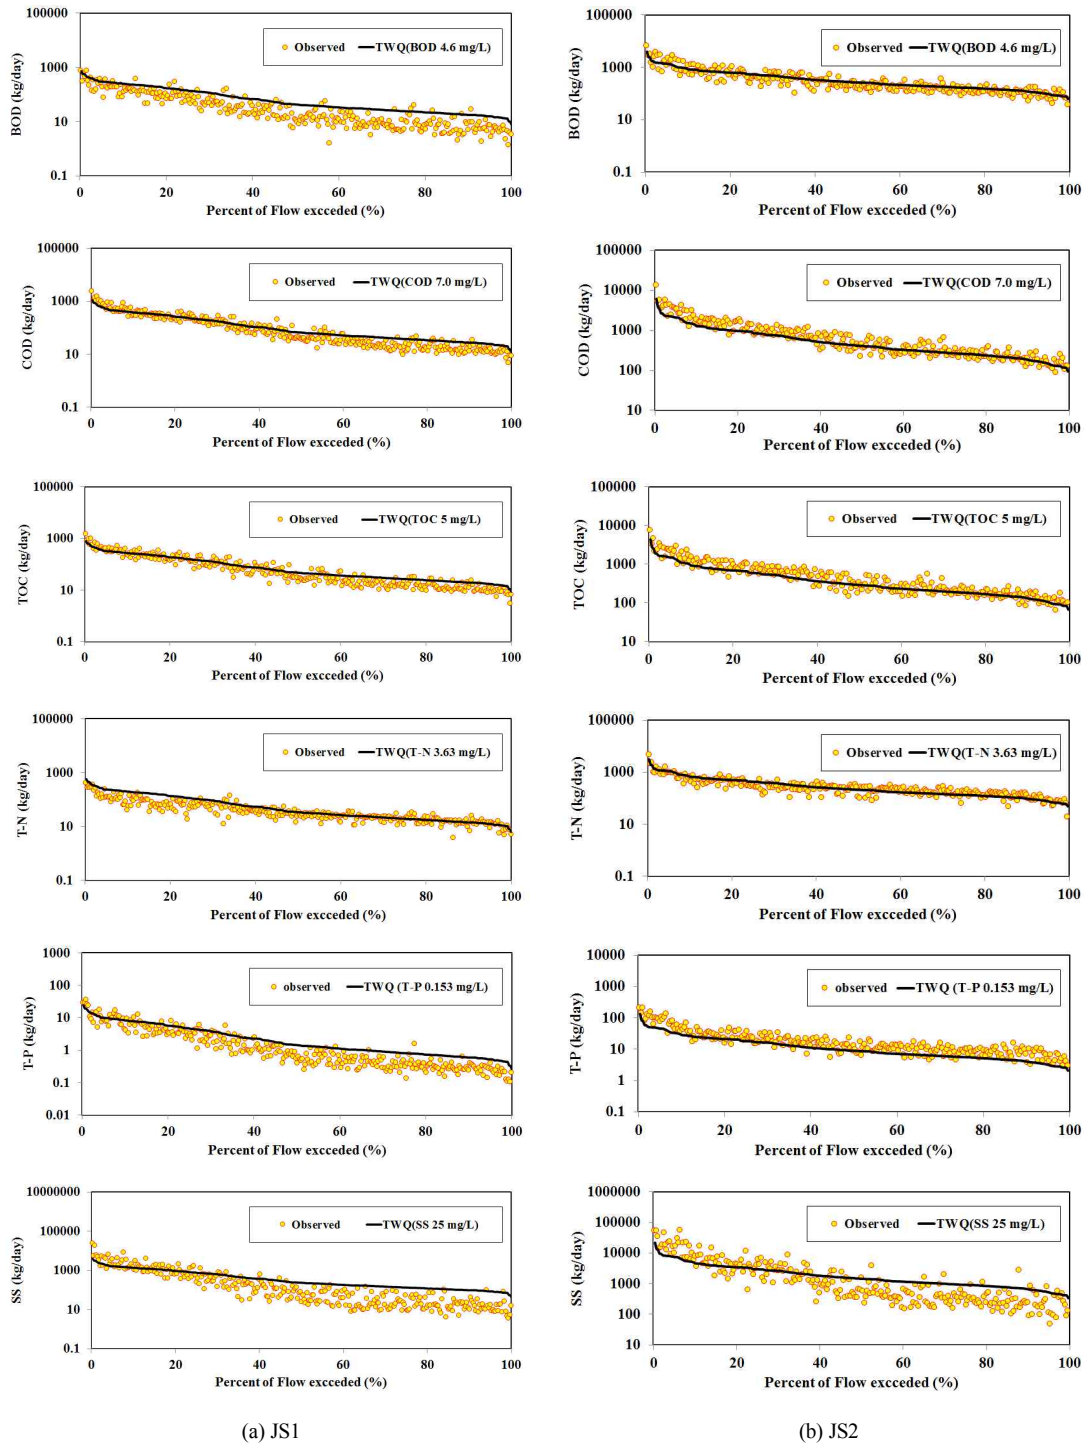 100000
1000
10
0.1
BOD (kg/day)
Observed
TWQ(BOD 4.6 mg/L)
0 20 40 60 80 100
Percent of Flow excceded (%)
100000
1000
10
0.1
BOD (kg/day)
Observed
TWQ(BOD 4.6 mg/L)
0 20 40 60 80 100
Percent of Flow excceded (%)
100000
1000
10
0.1
COD (kg/day)
Observed
TWQ(COD 7.0 mg/L)
0 20 40 60 80 100
Percent of Flow excceded (%)
100000
10000
1000
100
10
COD (kg/day)
Observed
TWQ(COD 7.0 mg/L)
0 20 40 60 80 100
Percent of Flow excceded (%)
100000
1000
10
0.1
TOC (kg/day)
Observed
TWQ(TOC 5 mg/L)
0 20 40 60 80 100
Percent of Flow excceded (%)
100000
10000
1000
100
10
TOC (kg/day)
Observed
TWQ(TOC 5 mg/L)
0 20 40 60 80 100
Percent of Flow excceded (%)
100000
1000
10
0.1
T-N (kg/day)
Observed
TWQ(T-N 3.63 mg/L)
0 20 40 60 80 100
Percent of Flow excceded (%)
100000
1000
10
0.1
T-N (kg/day)
Observed
TWQ(T-N 3.63 mg/L)
0 20 40 60 80 100
Percent of Flow excceded (%)
1000
100
10
1
0.1
0.01
T-P (kg/day)
observed
TWQ (T-P 0.153 mg/L)
0 20 40 60 80 100
Percent of Flow excceded (%)
10000
1000
100
10
1
0.1
T-P (kg/day)
observed
TWQ (T-P 0.153 mg/L)
0 20 40 60 80 100
Percent of Flow excceded (%)
10000000
100000
1000
10
0.1
SS (kg/day)
Observed
TWQ(SS 25 mg/L)
0 20 40 60 80 100
Percent of Flow excceded (%)
1000000
100000
10000
1000
100
10
SS (kg/day)
Observed
TWQ(SS 25 mg/L)
0 20 40 60 80 100
Percent of Flow excceded (%)
(a) JS1
(b) JS2